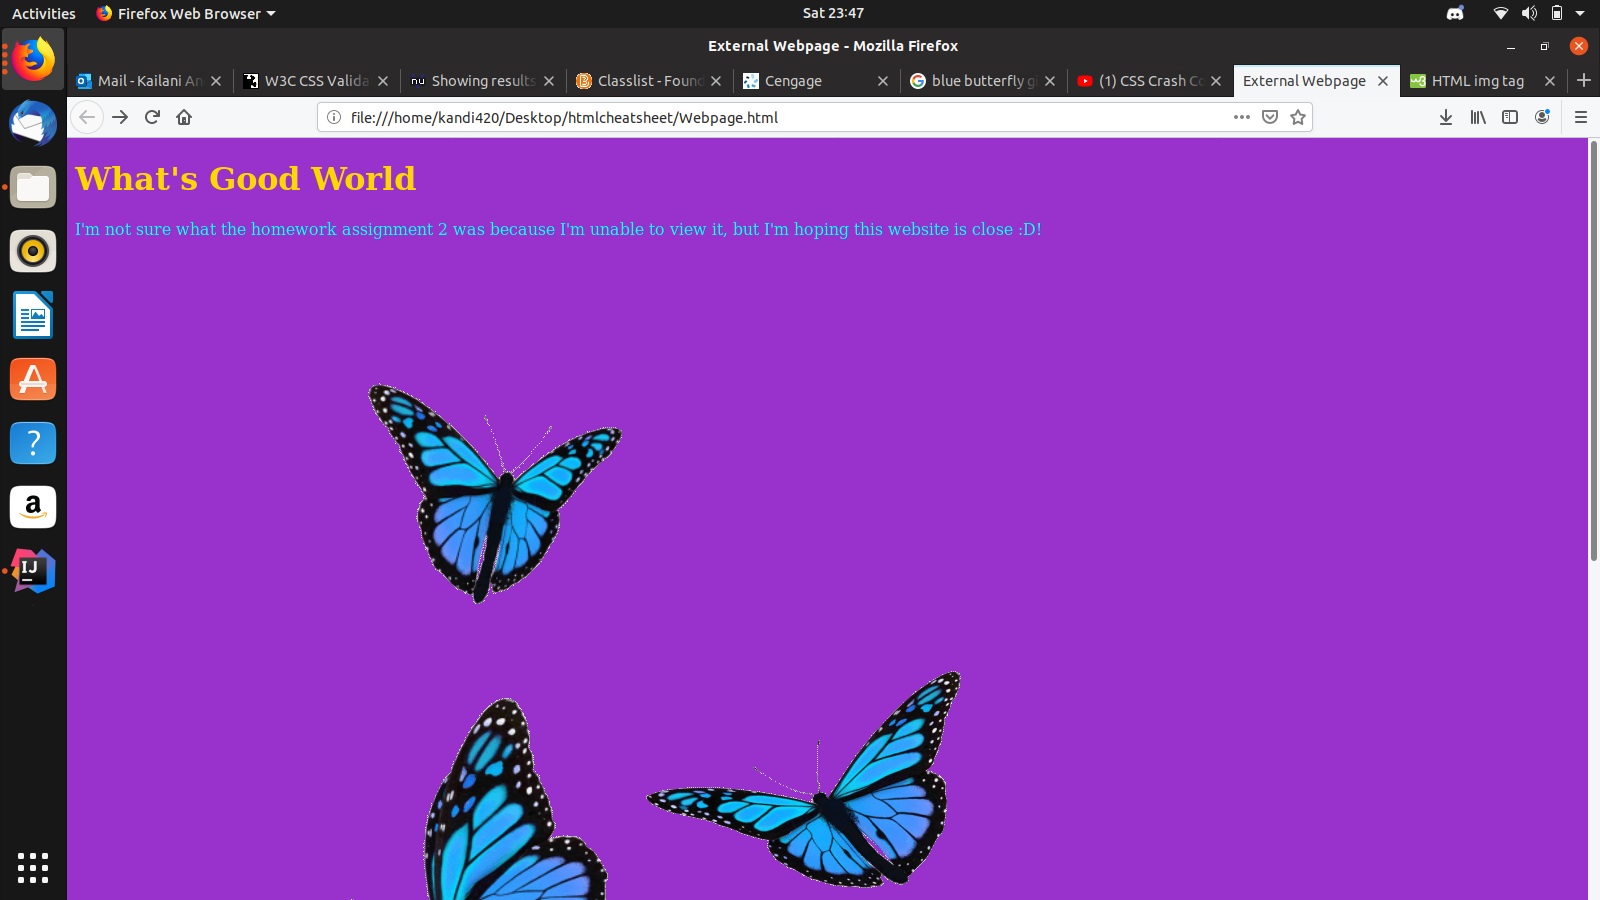 Activities
Firefox Web Browser
Sat 23:47
External Webpage - Mozilla Firefox
Mail - Kailani An
W3C CSS Valida
nu
Showing results
Classlist - Found
Cengage
blue butterfly g
(1) CSS Crash Co
External Webpage
w3
HTML img tag
file:///home/kandi420/Desktop/htmlcheatsheet/Webpage.html
What's Good World
I'm not sure what the homework assignment 2 was because I'm unable to view it, but I'm hoping this website is close :D!
?
a
IJ